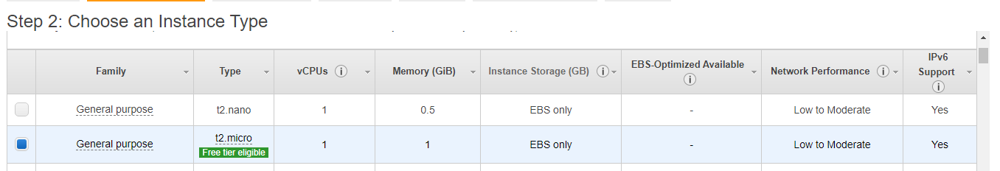 Step 2: Choose an Instance Type
Family Type vCPUs i Memory (GiB) Instance Storage (GB) i EBS-Optimized Available i Network Performance i IPv6 Support i
General purpose t2.nano 1 0.5 EBS only - Low to Moderate Yes
General purpose t2.micro 1 1 EBS only - Low to Moderate Yes
Free tier eligible